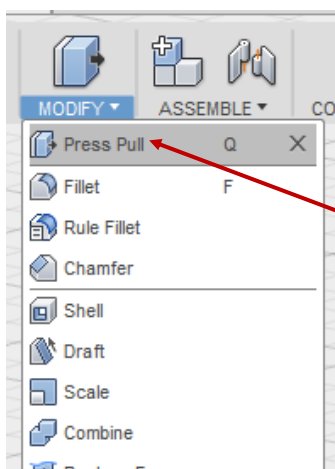 MODIFY ASSEMBLE CO
Press Pull Q
Fillet F
Rule Fillet
Chamfer
Shell
Draft
Scale
Combine